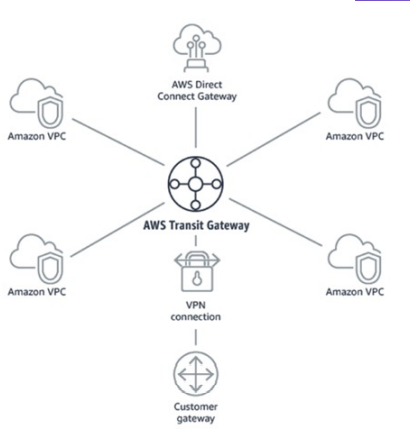 AWS Direct
Connect Gateway
Amazon VPC
Amazon VPC
AWS Transit Gateway
Amazon VPC
Amazon VPC
VPN
connection
Customer
gateway